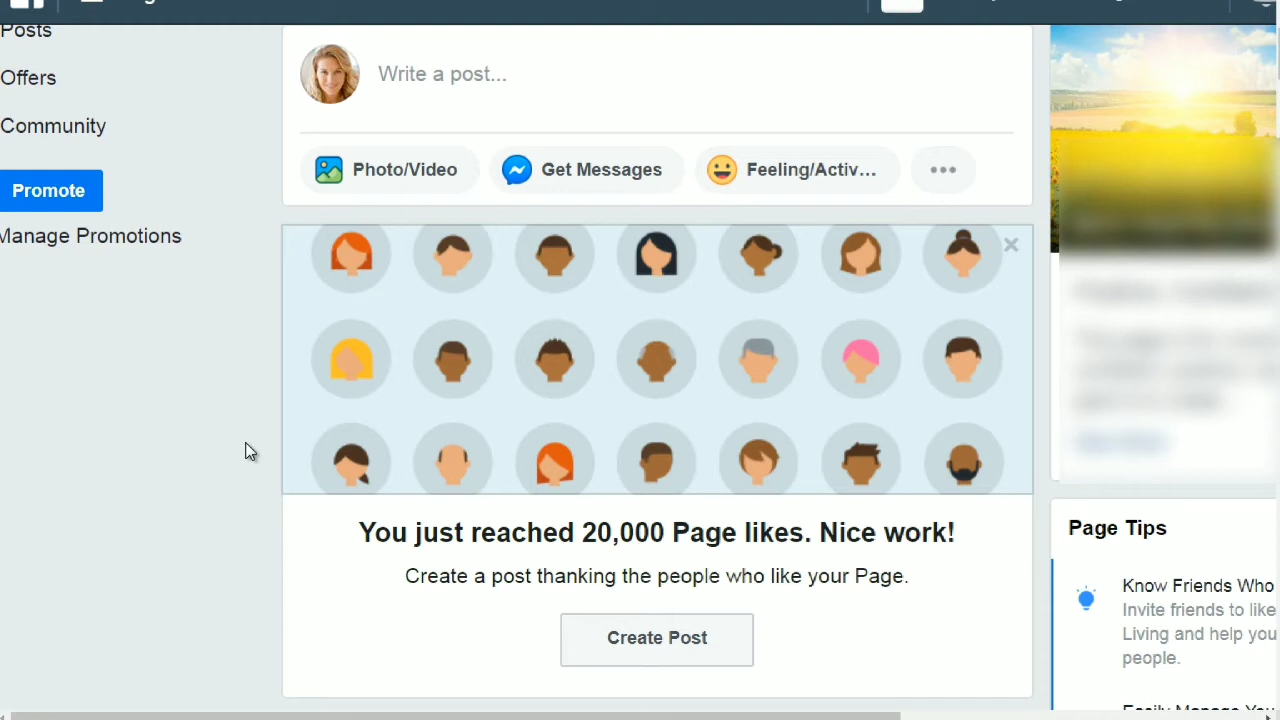 Posts
Offers
Community
Promote
Manage Promotions
Write a post...
Photo/Video
Get Messages
Feeling/Activ...
You just reached 20,000 Page likes. Nice work!
Create a post thanking the people who like your Page.
Create Post
Page Tips
Know Friends Who
Invite friends to like
Living and help you
people.